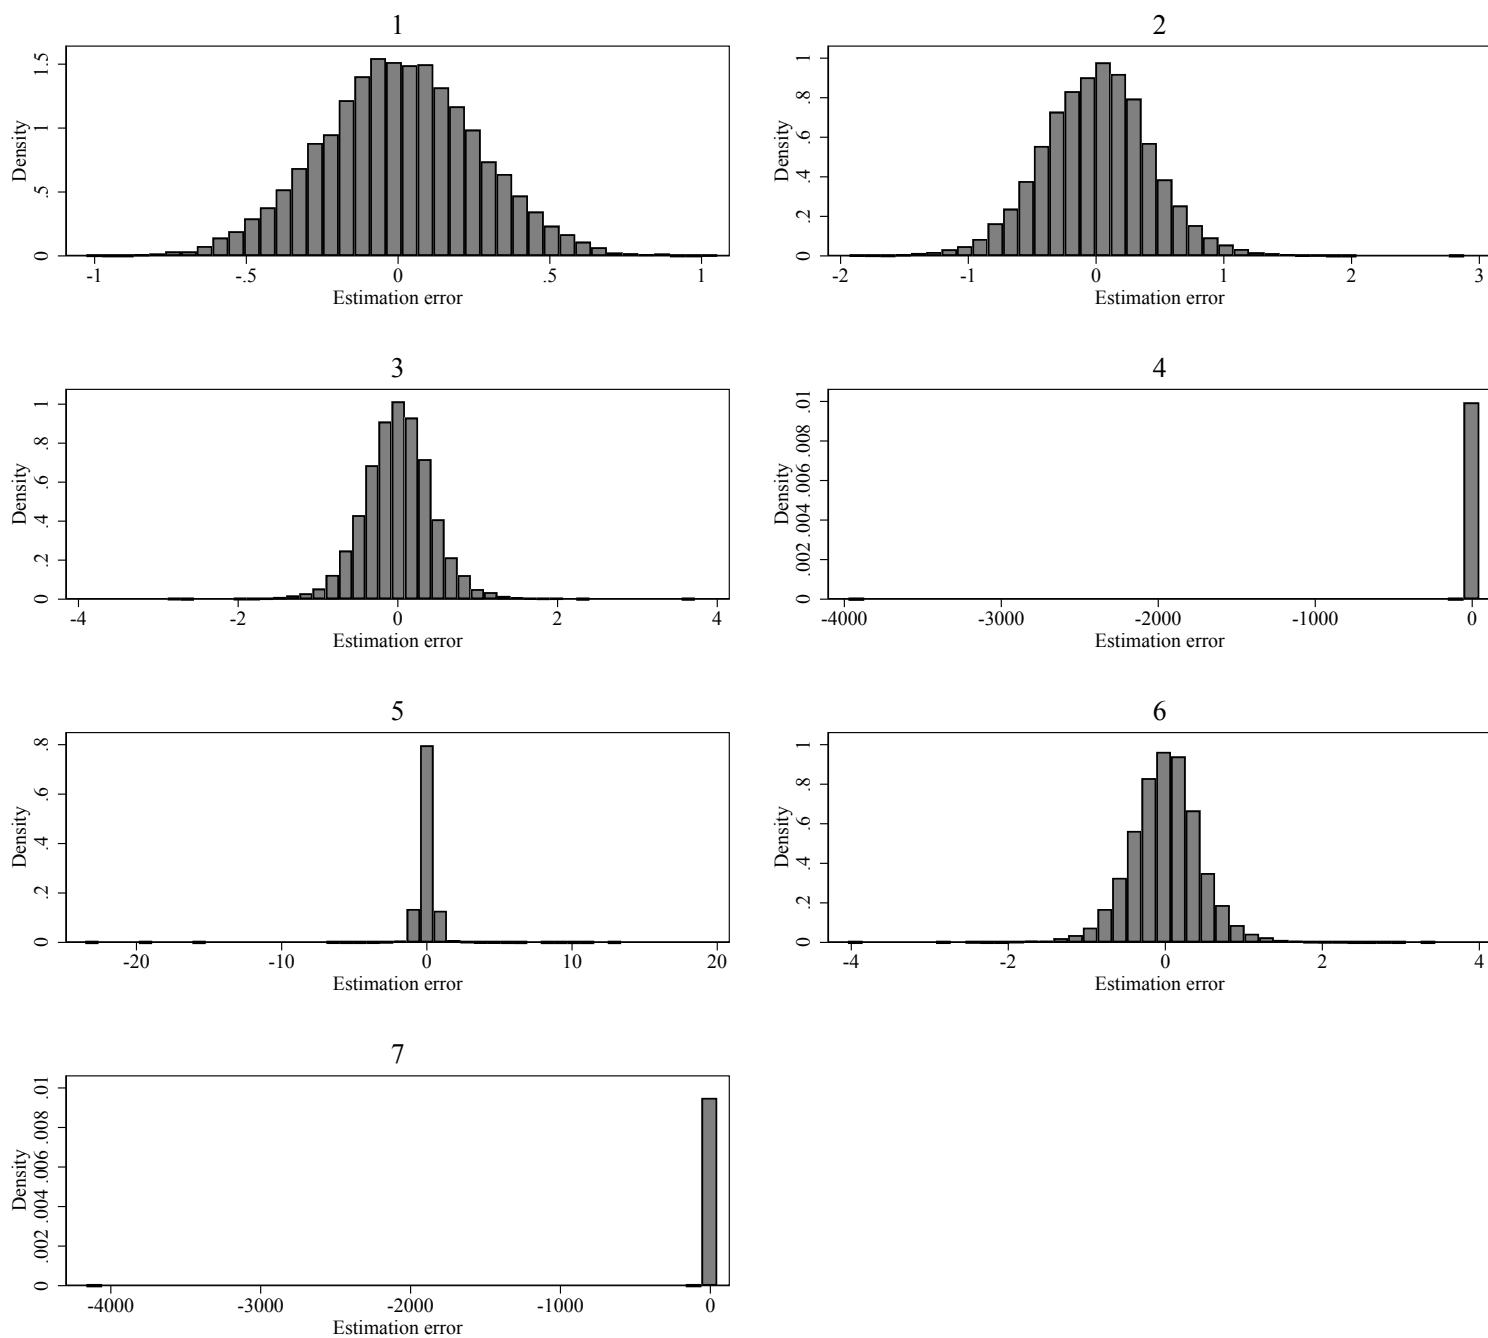 1
Density
0 .5 1 1.5
-1 -.5 0 .5 1
Estimation error
2
Density
0 .2 .4 .6 .8 1
-2 -1 0 1 2 3
Estimation error
3
Density
0 .2 .4 .6 .8 1
-4 -2 0 2 4
Estimation error
4
Density
0 .002 .004 .006 .008 .01
-4000 -3000 -2000 -1000 0
Estimation error
5
Density
0 .2 .4 .6 .8
-20 -10 0 10 20
Estimation error
6
Density
0 .2 .4 .6 .8 1
-4 -2 0 2 4
Estimation error
7
Density
0 .002 .004 .006 .008 .01
-4000 -3000 -2000 -1000 0
Estimation error